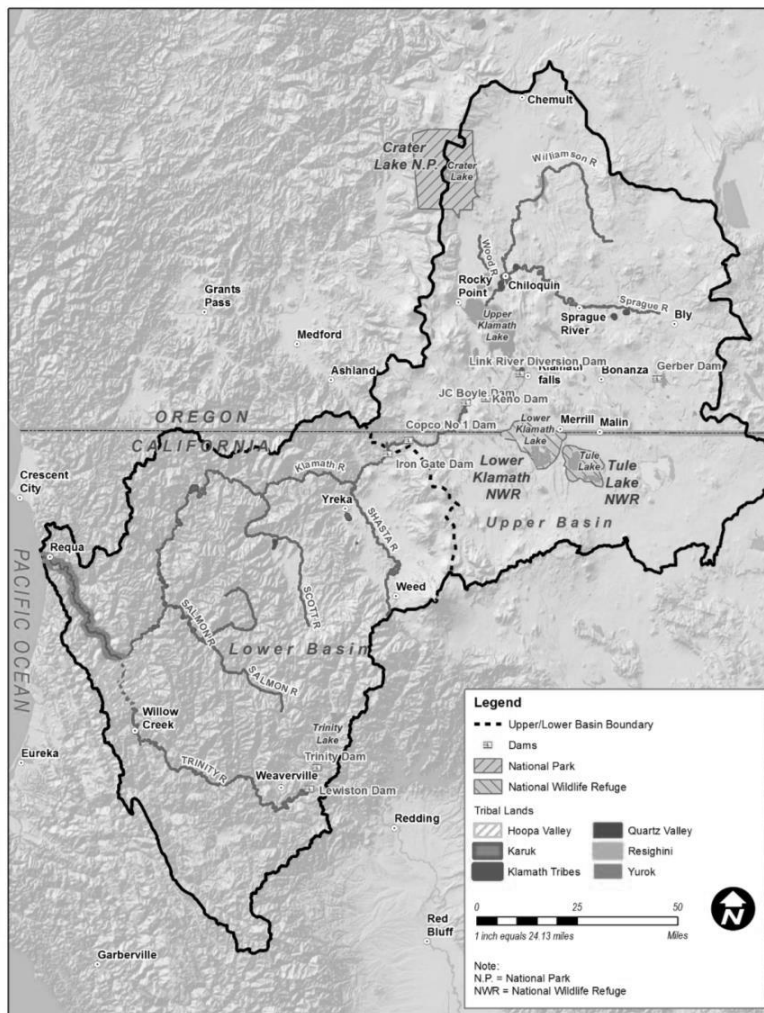 Chemult
Crater
Lake N.P.
Crater
Lake
Williamson R
Wood R
Grants
Pass
Rocky
Point
Chiloquin
Sprague R
Sprague
River
Bly
Upper
Klamath
Lake
Medford
Ashland
Link River Diversion Dam
Klamath
falls
Bonanza
Gerber Dam
JC Boyle Dam
Keno Dam
OREGON
CALIFORNIA
Copco No 1 Dam
Lower
Klamath
Lake
Merrill
Malin
Iron Gate Dam
Lower
Klamath
NWR
Tule
Lake
Tule
Lake
NWR
Upper Basin
Crescent
City
Klamath R
Yreka
SHASTA R
Requa
PACIFIC OCEAN
SCOTT R
Weed
SALMON R
Lower Basin
SALMON R
Willow
Creek
Trinity
Lake
Trinity Dam
Eureka
TRINITY R
Weaverville
Lewiston Dam
Redding
Red
Bluff
Garberville
Legend
Upper/Lower Basin Boundary
Dams
National Park
National Wildlife Refuge
Tribal Lands
Hoopa Valley
Quartz Valley
Karuk
Resighini
Klamath Tribes
Yurok
0 25 50
1 inch equals 24.13 miles Miles
N
Note:
N.P. = National Park
NWR = National Wildlife Refuge